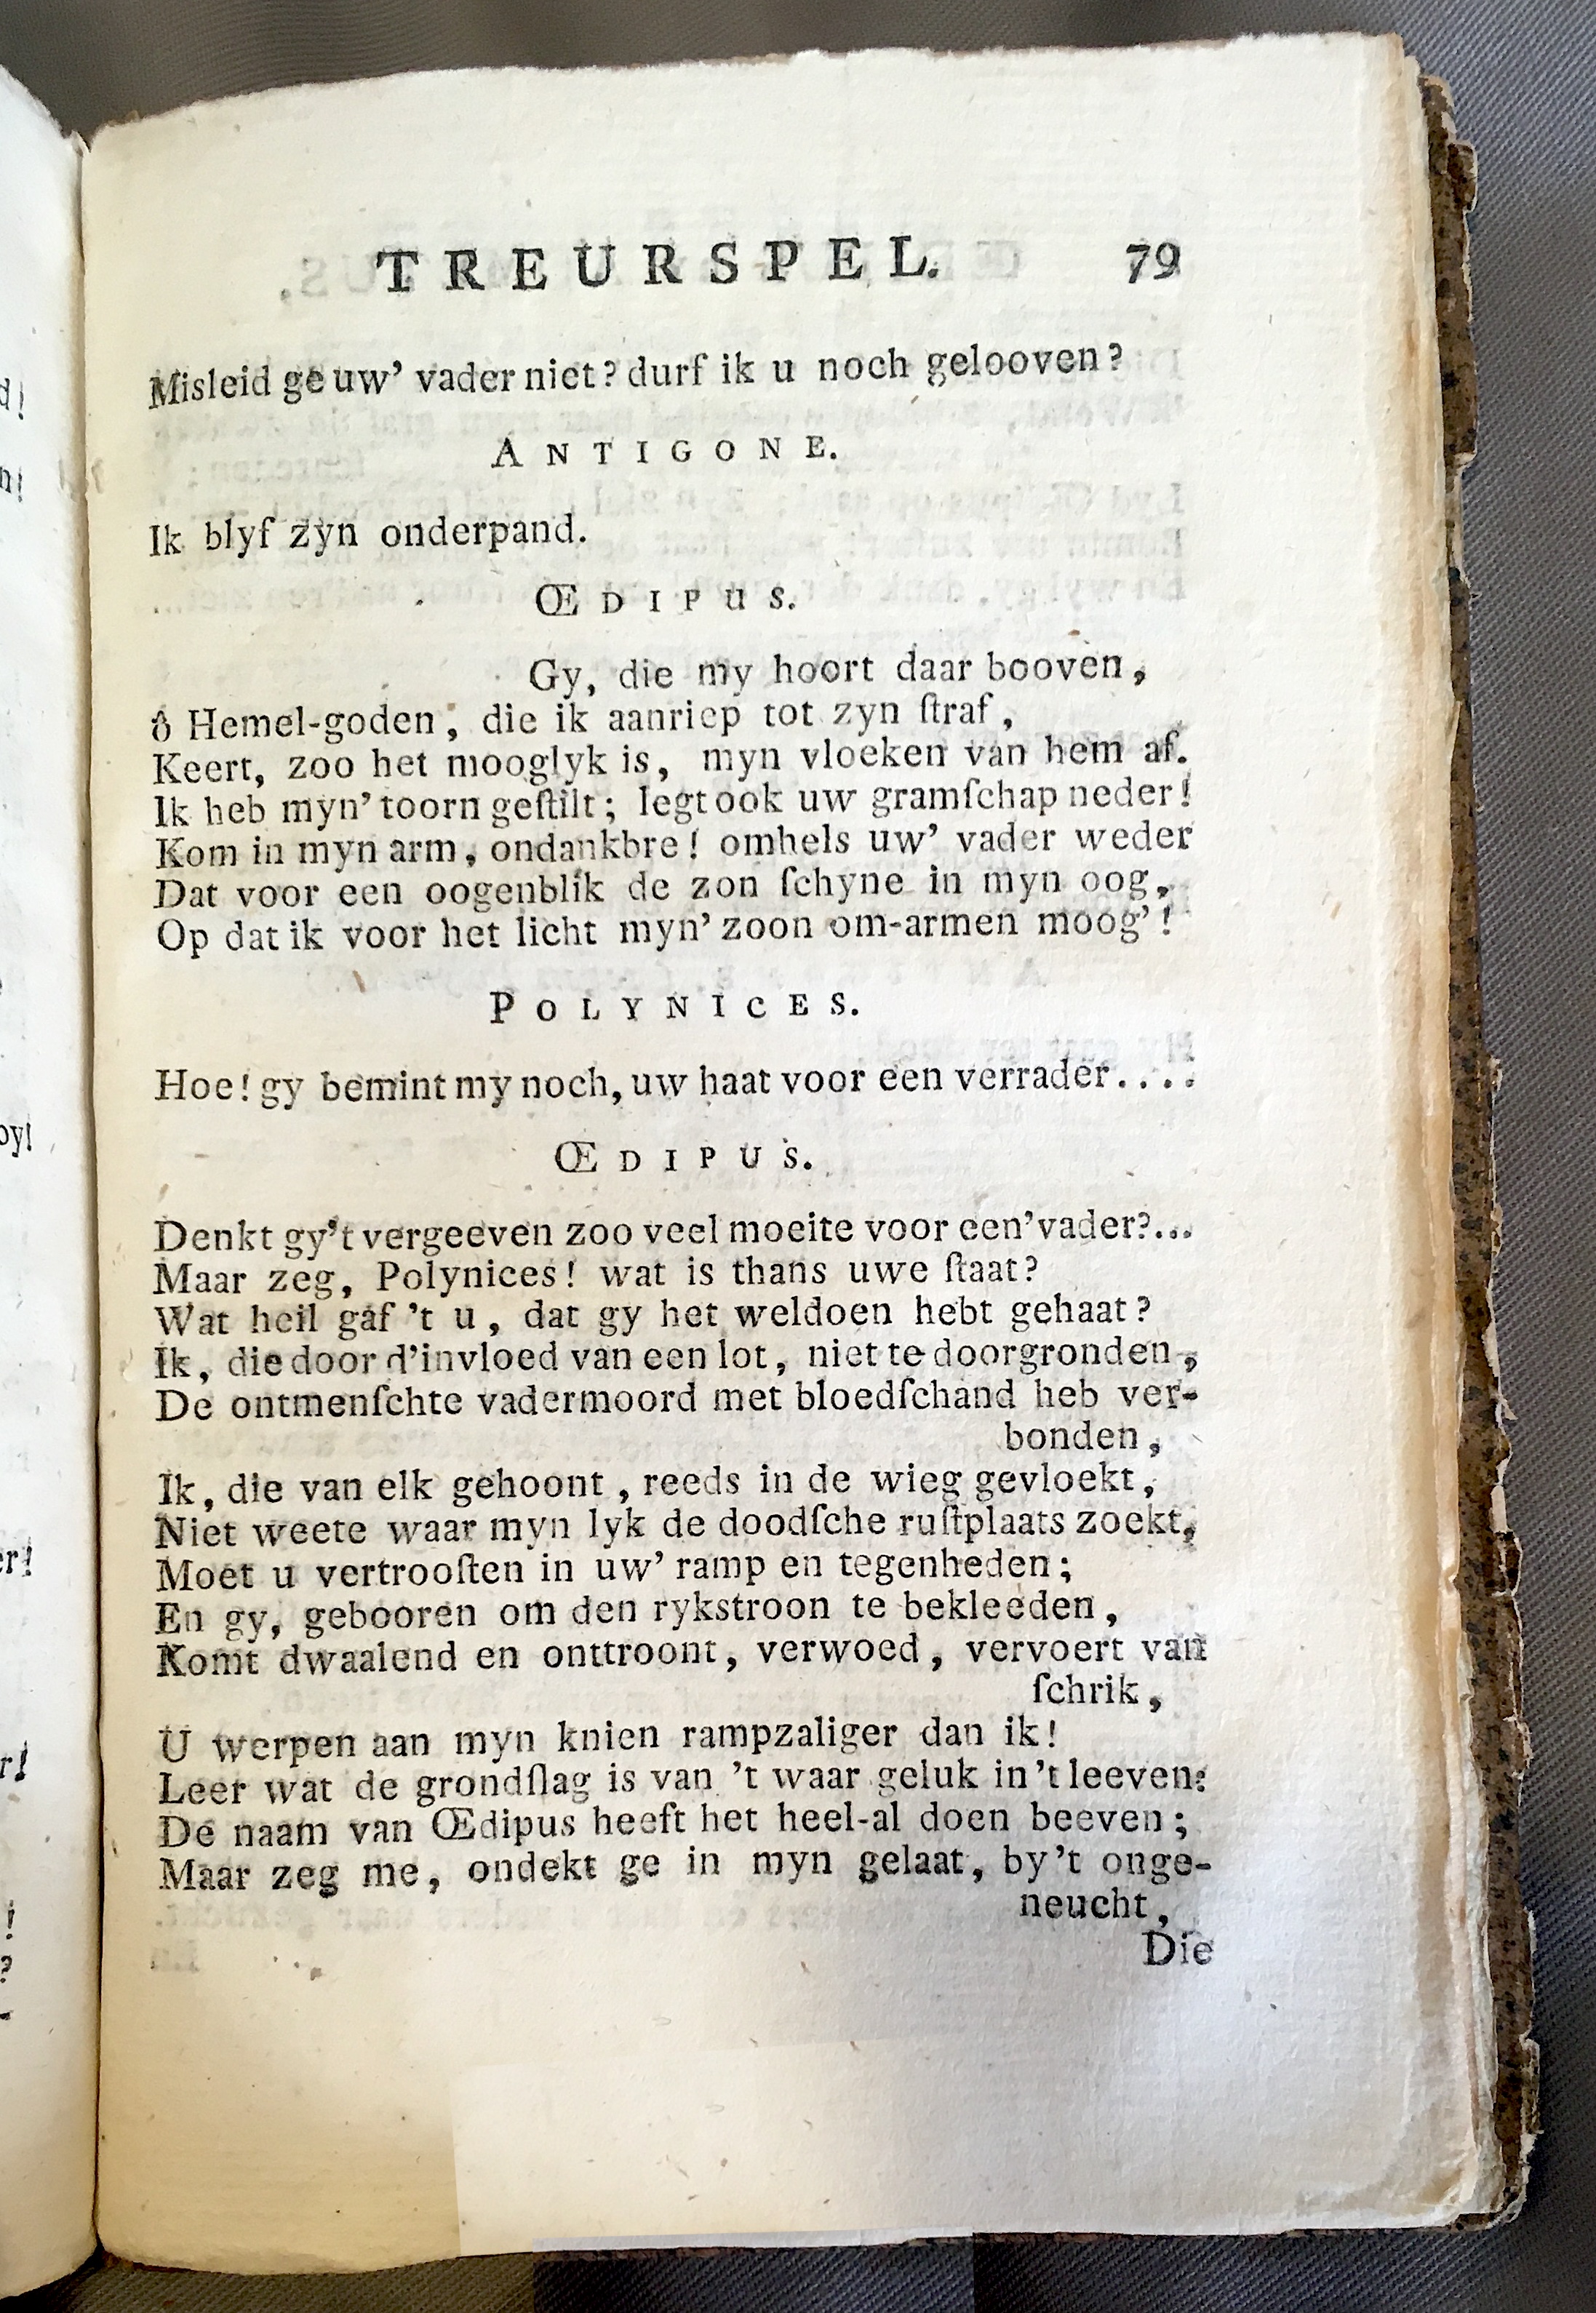 TREURSPEL. 79
Misleid ge uw' vader niet? durf ik u noch gelooven?
ANTIGONE.
Ik blyf zyn onderpand.
ŒDIPUS.
Gy, die my hoort daar booven,
ô Hemel-goden, die ik aanriep tot zyn ſtraf,
Keert, zoo het mooglyk is, myn vloeken van hem af.
Ik heb myn' toorn geſtilt; legt ook uw gramſchap neder!
Kom in myn arm, ondankbre! omhels uw' vader weder
Dat voor een oogenblik de zon ſchyne in myn oog,
Op dat ik voor het licht myn' zoon om-armen moog'!
POLYNICES.
Hoe! gy bemint my noch, uw haat voor een verrader....
ŒDIPUS.
Denkt gy't vergeeven zoo veel moeite voor een' vader?...
Maar zeg, Polynices! wat is thans uwe ſtaat?
Wat heil gaf 't u, dat gy het weldoen hebt gehaat?
Ik, die door d'invloed van een lot, niet te doorgronden,
De ontmenſchte vadermoord met bloedſchand heb ver-
bonden,
Ik, die van elk gehoont, reeds in de wieg gevloekt,
Niet weete waar myn lyk de doodſche ruſtplaats zoekt,
Moet u vertrooſten in uw' ramp en tegenheden;
En gy, gebooren om den rykstroon te bekleeden,
Komt dwaalend en onttroont, verwoed, vervoert van
ſchrik,
U werpen aan myn knien rampzaliger dan ik!
Leer wat de grondſlag is van 't waar geluk in 't leeven:
De naam van Œdipus heeft het heel-al doen beeven;
Maar zeg me, ondekt ge in myn gelaat, by 't onge-
neucht,
Die